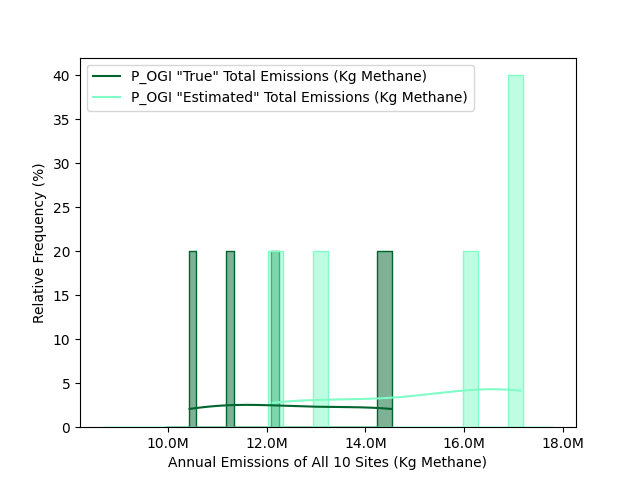 P_OGI "True" Total Emissions (Kg Methane)
P_OGI "Estimated" Total Emissions (Kg Methane)
40
35
30
25
20
15
10
5
0
Relative Frequency (%)
10.0M 12.0M 14.0M 16.0M 18.0M
Annual Emissions of All 10 Sites (Kg Methane)